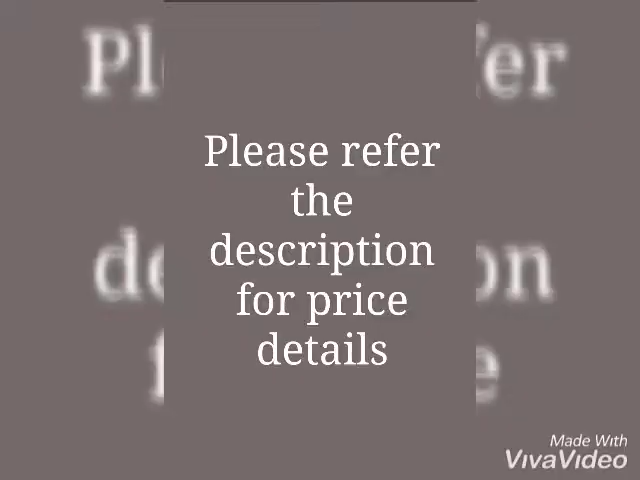 Please refer
the
description
for price
details
Made With
VivaVideo